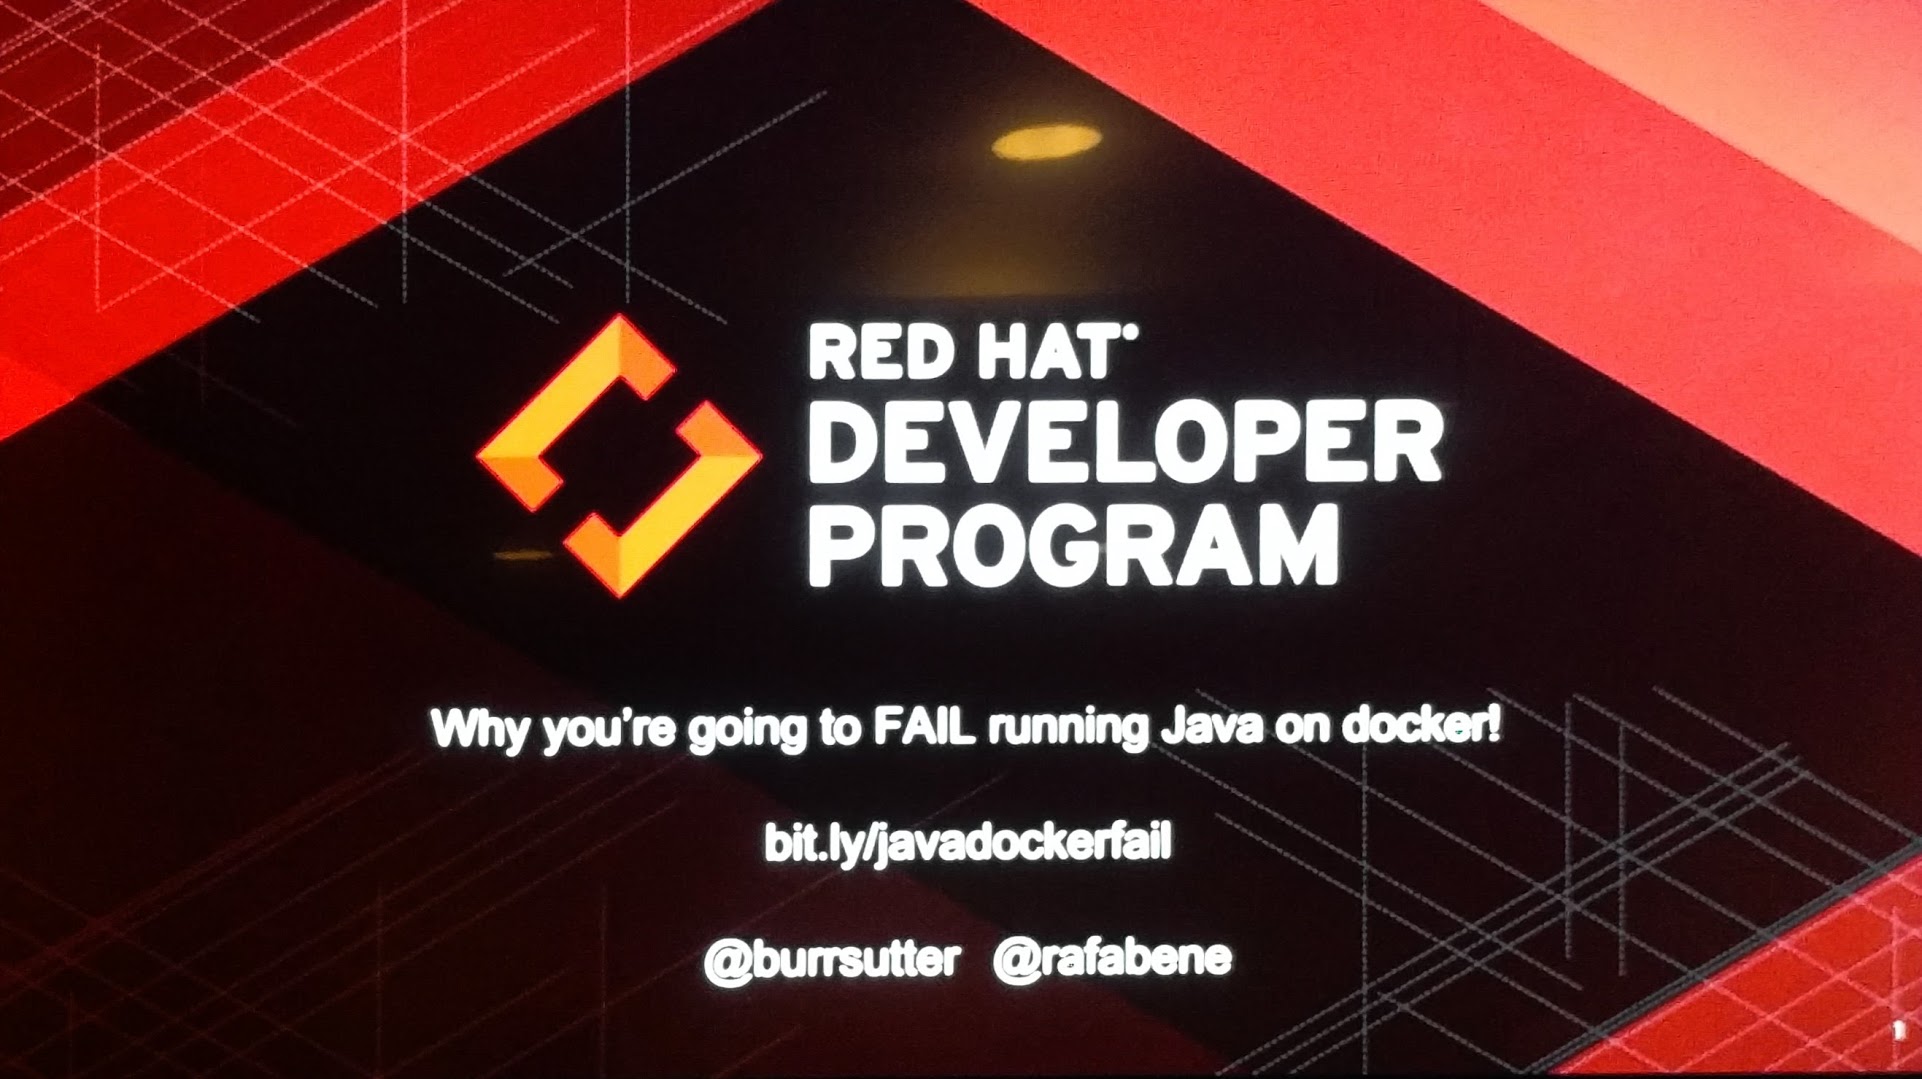 RED HAT®
DEVELOPER
PROGRAM
Why you're going to FAIL running Java on docker!
bit.ly/javadockerfail
@burrsutter @rafabene
1